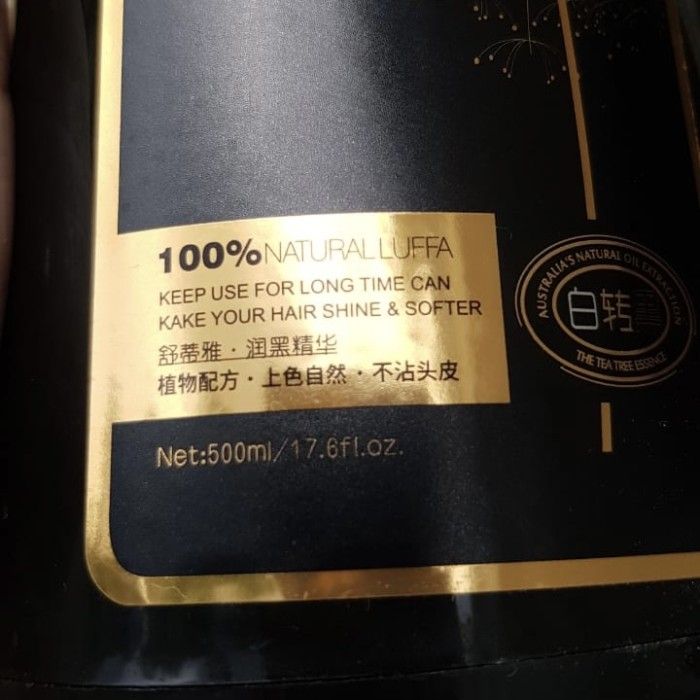 100% NATURAL LUFFA
KEEP USE FOR LONG TIME CAN
KAKE YOUR HAIR SHINE & SOFTER
舒蒂雅·润黑精华
植物配方·上色自然·不沾头皮
Net:500ml/17.6fl.oz.
AUSTRALIA'S NATURAL OIL EXTRACTION
白转
THE TEA TREE ESSENCE